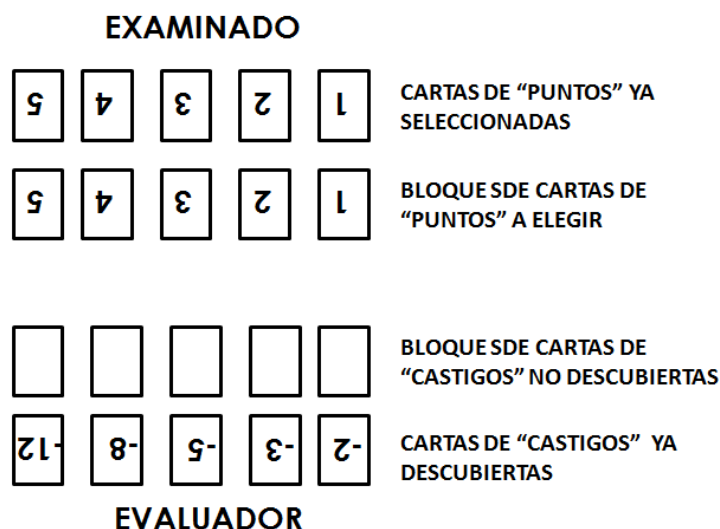 EXAMINADO
5 4 3 2 1
CARTAS DE “PUNTOS” YA
SELECCIONADAS
5 4 3 2 1
BLOQUE SDE CARTAS DE
“PUNTOS” A ELEGIR
BLOQUE SDE CARTAS DE
“CASTIGOS” NO DESCUBIERTAS
-12 -8 -5 -3 -2
CARTAS DE “CASTIGOS” YA
DESCUBIERTAS
EVALUADOR